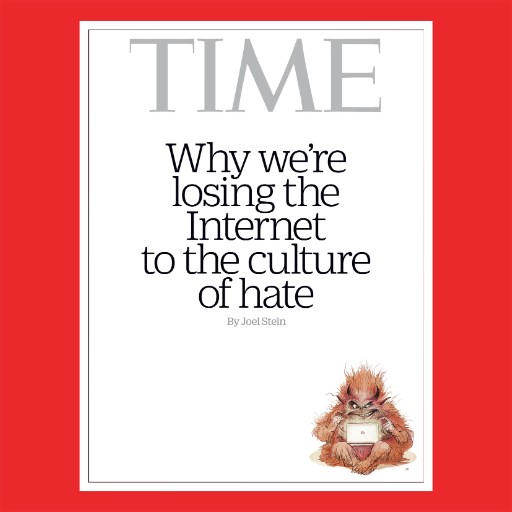 TIME
Why we're
losing the
Internet
to the culture
of hate
By Joel Stein